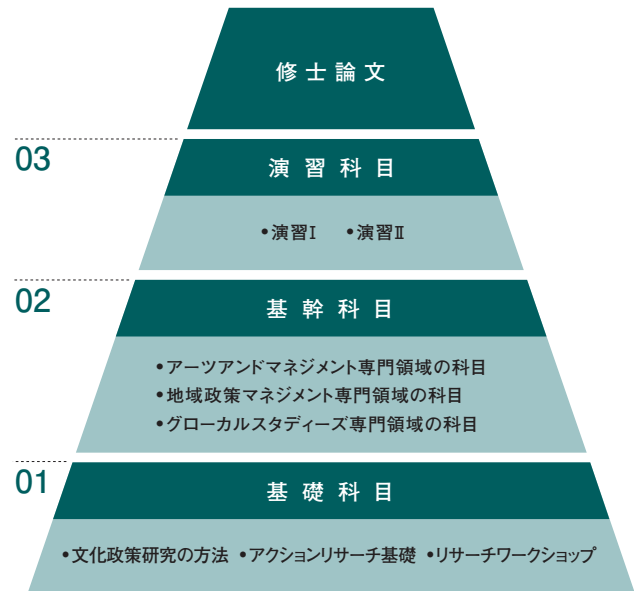 修士論文
03
演習科目
•演習Ⅰ •演習Ⅱ
02
基幹科目
•アーツアンドマネジメント専門領域の科目
•地域政策マネジメント専門領域の科目
•グローカルスタディーズ専門領域の科目
01
基礎科目
•文化政策研究の方法 •アクションリサーチ基礎 •リサーチワークショップ